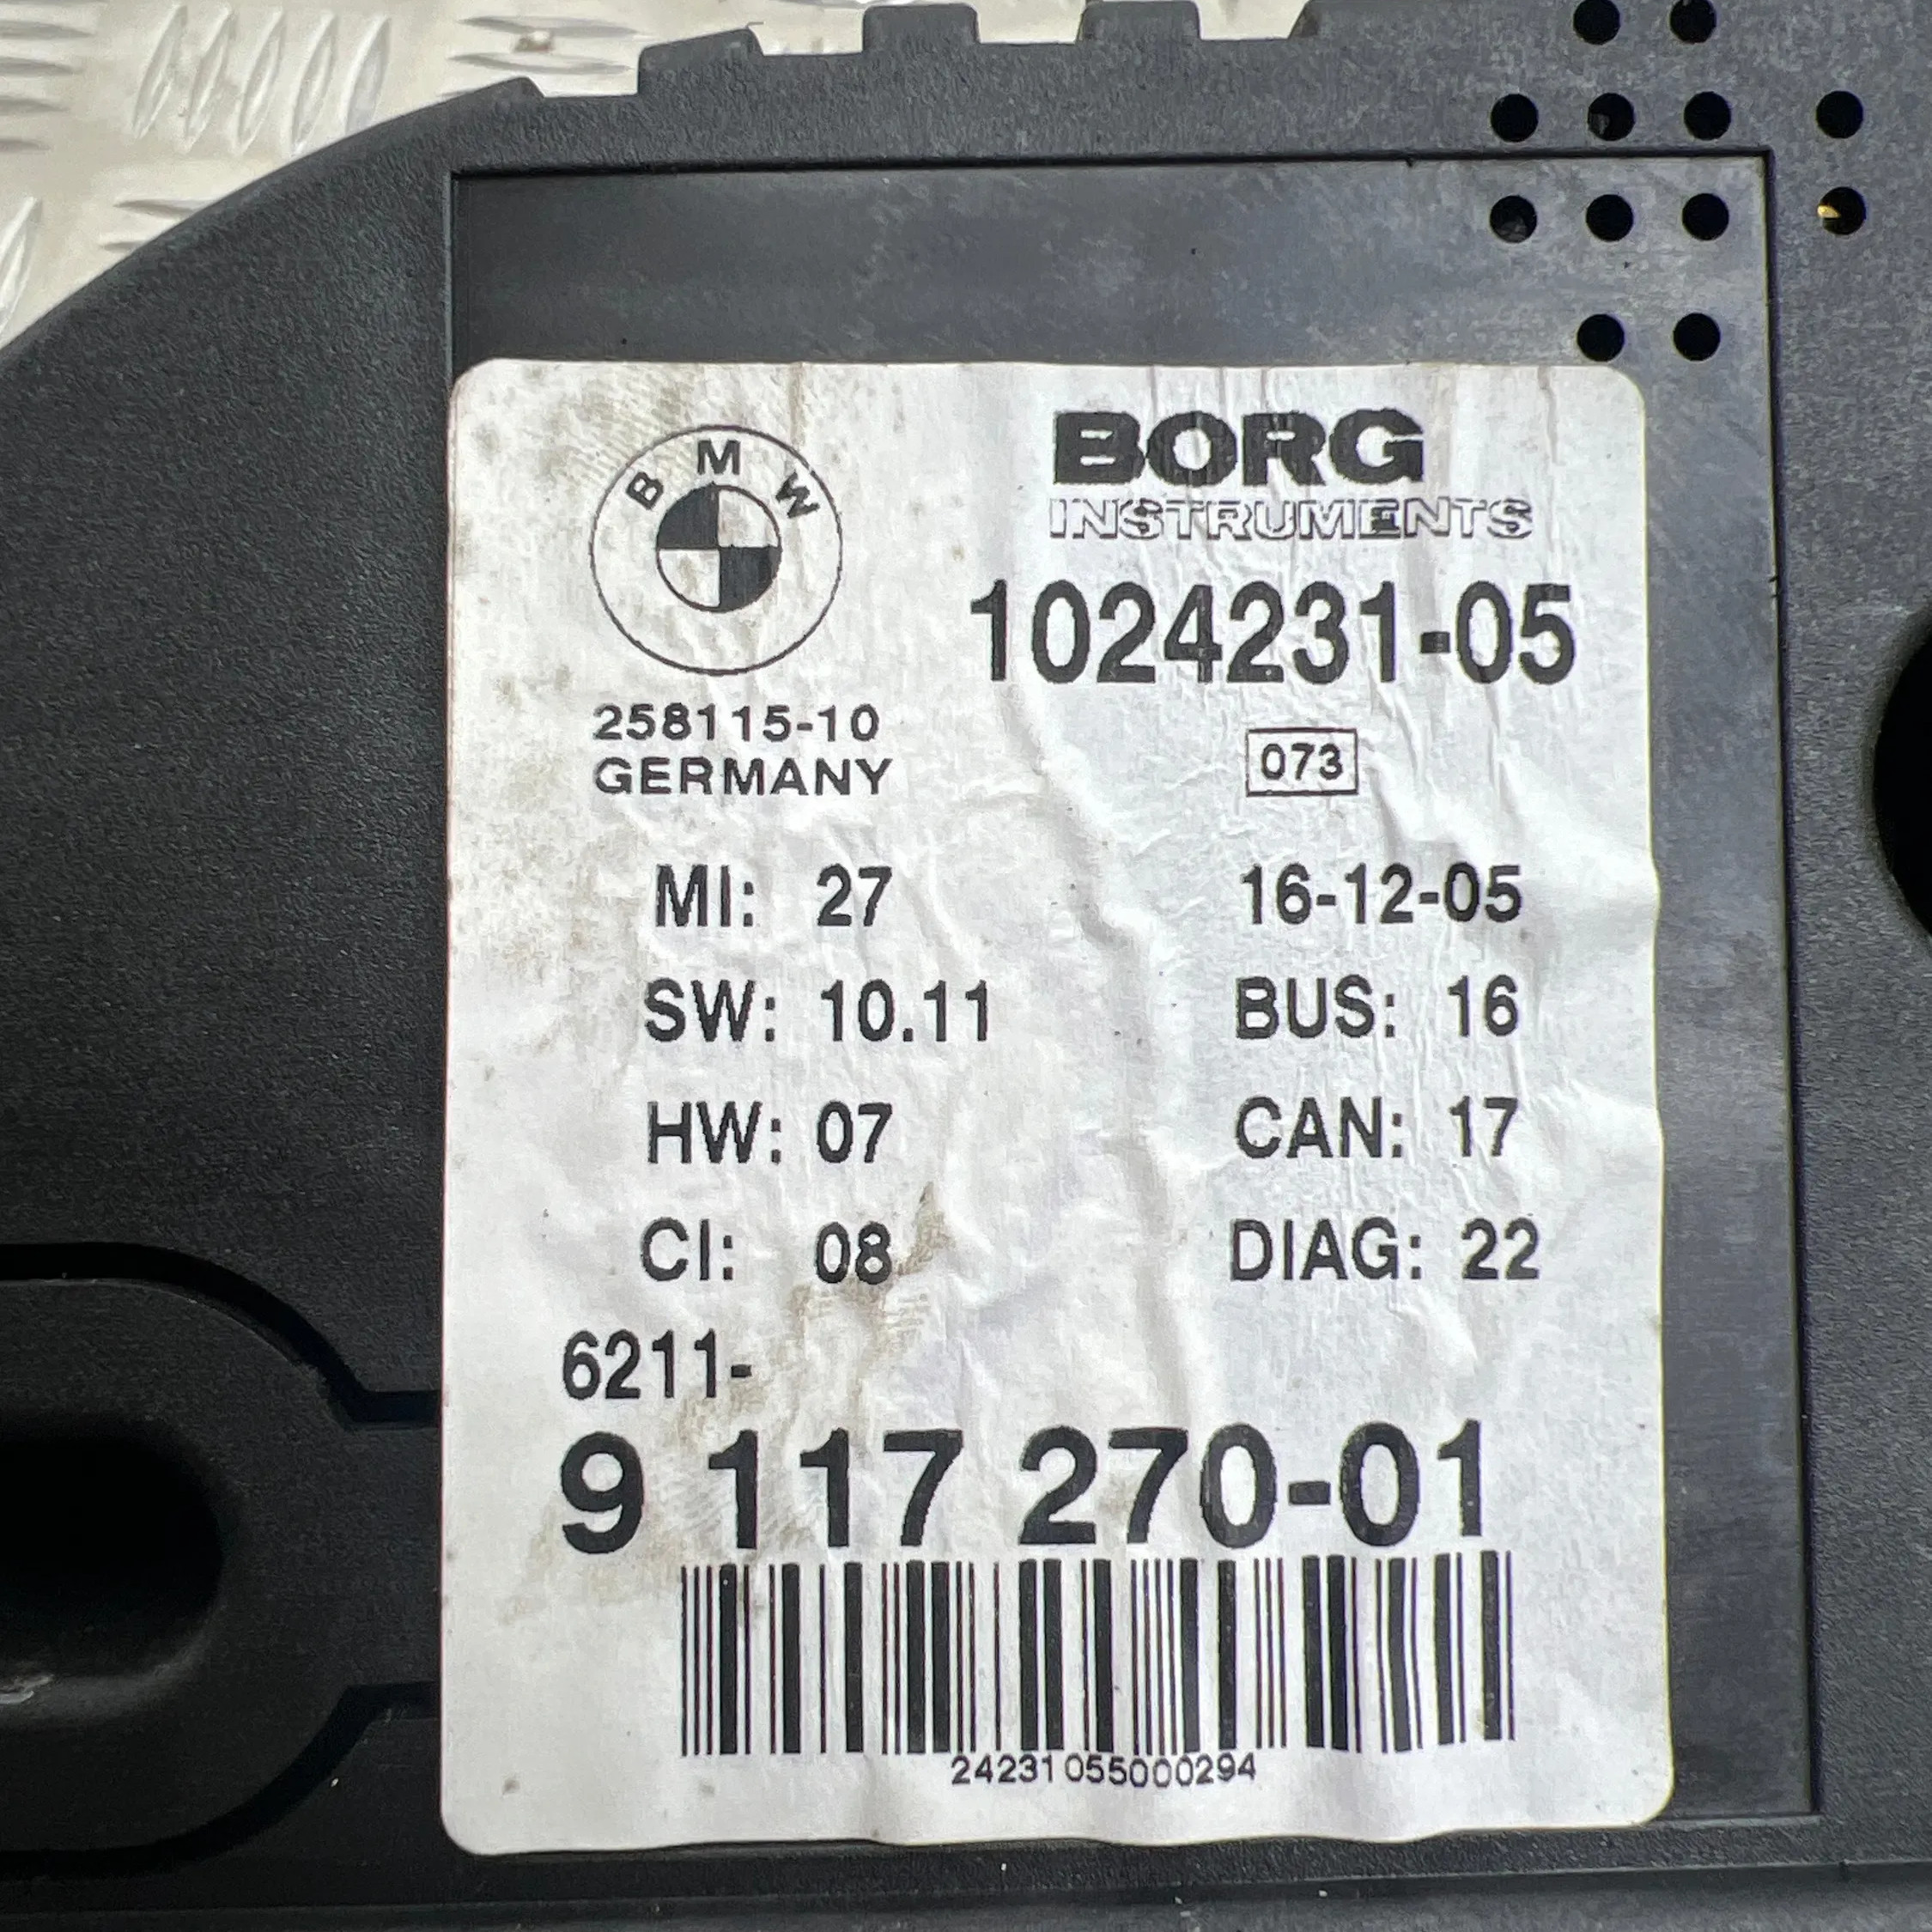 BMW
BORG
INSTRUMENTS
1024231-05
258115-10
GERMANY
073
MI: 27
16-12-05
SW: 10.11
BUS: 16
HW: 07
CAN: 17
CI: 08
DIAG: 22
6211-
9 117 270-01
24231055000294